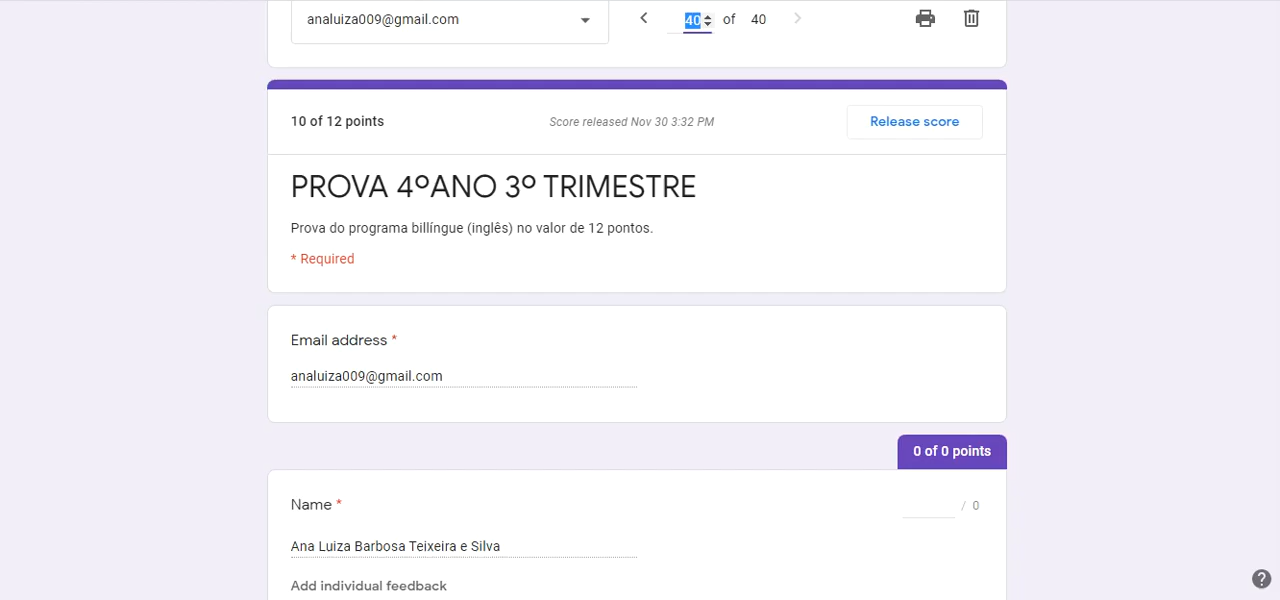 analuiza009@gmail.com 40 of 40
10 of 12 points Score released Nov 30 3:32 PM Release score
PROVA 4ºANO 3º TRIMESTRE
Prova do programa billíngue (inglês) no valor de 12 pontos.
* Required
Email address *
analuiza009@gmail.com
0 of 0 points
Name * / 0
Ana Luiza Barbosa Teixeira e Silva
Add individual feedback
?